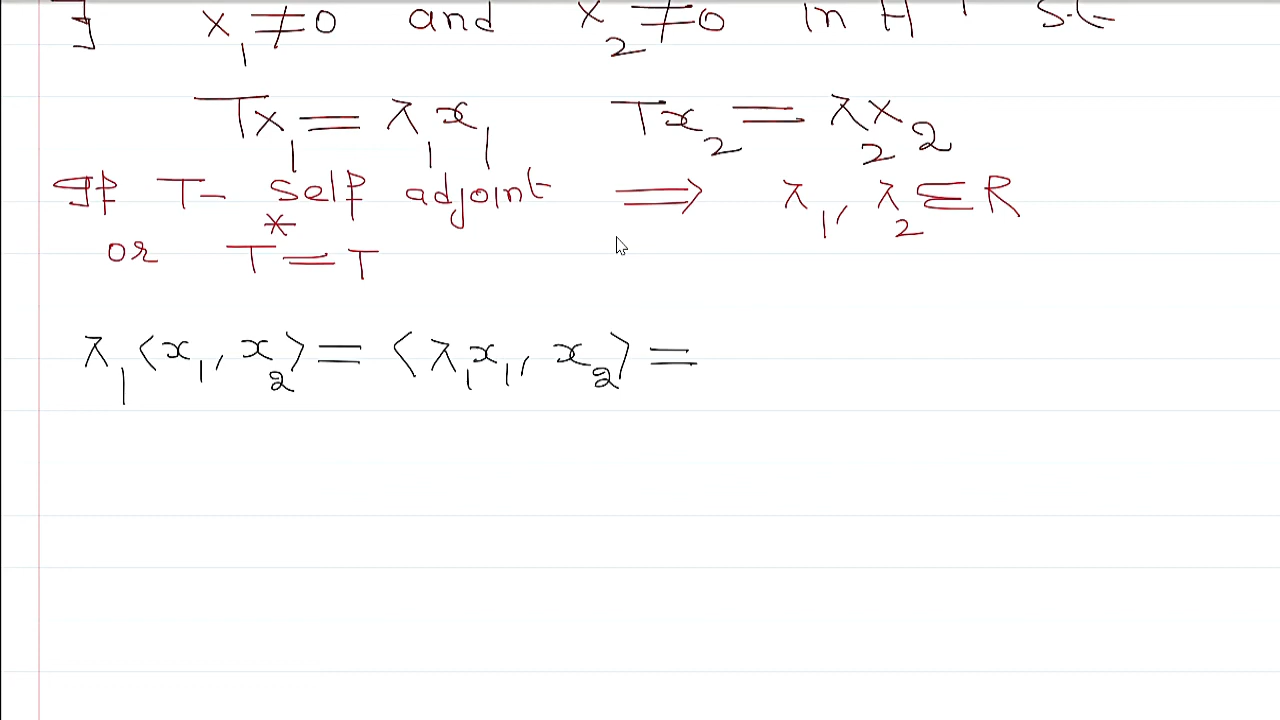 ∃ x₁ ≠ 0 and x₂ ≠ 0 in H s.t
Tx₁ = λ₁x₁ Tx₂ = λ₂x₂
If T- self adjoint ⟹ λ₁, λ₂ ∈ R
or T* = T
λ₁⟨x₁, x₂⟩ = ⟨λ₁x₁, x₂⟩ =